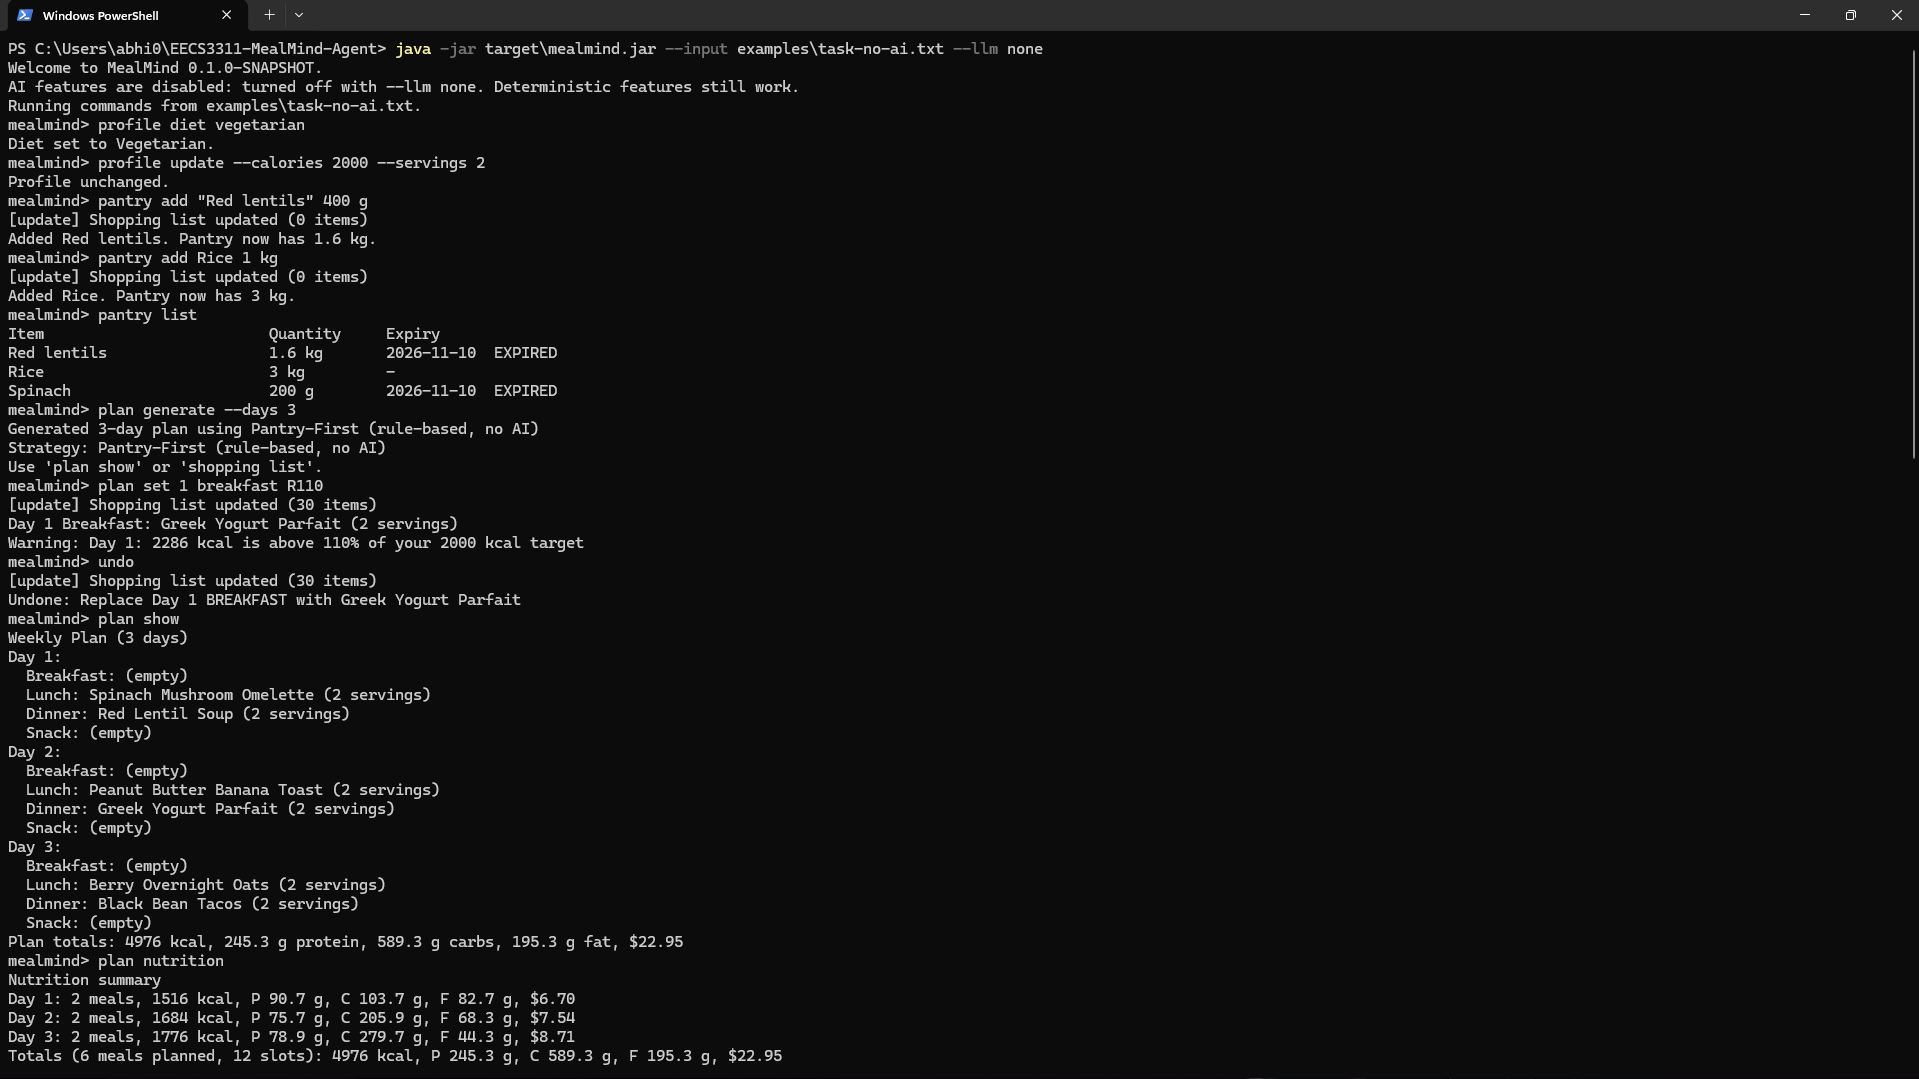 Windows PowerShell
PS C:\Users\abhi0\EECS3311-MealMind-Agent> java -jar target\mealmind.jar --input examples\task-no-ai.txt --llm none
Welcome to MealMind 0.1.0-SNAPSHOT.
AI features are disabled: turned off with --llm none. Deterministic features still work.
Running commands from examples\task-no-ai.txt.
mealmind> profile diet vegetarian
Diet set to Vegetarian.
mealmind> profile update --calories 2000 --servings 2
Profile unchanged.
mealmind> pantry add "Red lentils" 400 g
[update] Shopping list updated (0 items)
Added Red lentils. Pantry now has 1.6 kg.
mealmind> pantry add Rice 1 kg
[update] Shopping list updated (0 items)
Added Rice. Pantry now has 3 kg.
mealmind> pantry list
Item                         Quantity     Expiry
Red lentils                  1.6 kg       2026-11-10  EXPIRED
Rice                         3 kg         -
Spinach                      200 g        2026-11-10  EXPIRED
mealmind> plan generate --days 3
Generated 3-day plan using Pantry-First (rule-based, no AI)
Strategy: Pantry-First (rule-based, no AI)
Use 'plan show' or 'shopping list'.
mealmind> plan set 1 breakfast R110
[update] Shopping list updated (30 items)
Day 1 Breakfast: Greek Yogurt Parfait (2 servings)
Warning: Day 1: 2286 kcal is above 110% of your 2000 kcal target
mealmind> undo
[update] Shopping list updated (30 items)
Undone: Replace Day 1 BREAKFAST with Greek Yogurt Parfait
mealmind> plan show
Weekly Plan (3 days)
Day 1:
  Breakfast: (empty)
  Lunch: Spinach Mushroom Omelette (2 servings)
  Dinner: Red Lentil Soup (2 servings)
  Snack: (empty)
Day 2:
  Breakfast: (empty)
  Lunch: Peanut Butter Banana Toast (2 servings)
  Dinner: Greek Yogurt Parfait (2 servings)
  Snack: (empty)
Day 3:
  Breakfast: (empty)
  Lunch: Berry Overnight Oats (2 servings)
  Dinner: Black Bean Tacos (2 servings)
  Snack: (empty)
Plan totals: 4976 kcal, 245.3 g protein, 589.3 g carbs, 195.3 g fat, $22.95
mealmind> plan nutrition
Nutrition summary
Day 1: 2 meals, 1516 kcal, P 90.7 g, C 103.7 g, F 82.7 g, $6.70
Day 2: 2 meals, 1684 kcal, P 75.7 g, C 205.9 g, F 68.3 g, $7.54
Day 3: 2 meals, 1776 kcal, P 78.9 g, C 279.7 g, F 44.3 g, $8.71
Totals (6 meals planned, 12 slots): 4976 kcal, P 245.3 g, C 589.3 g, F 195.3 g, $22.95